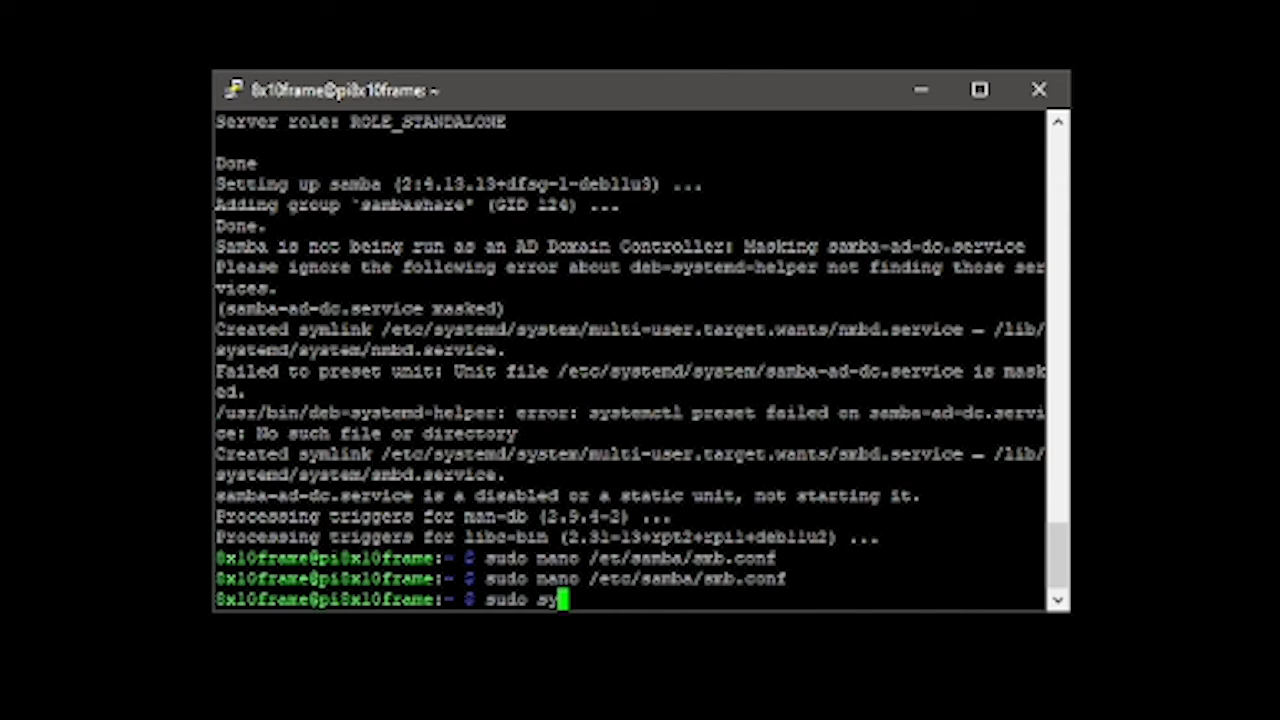 8x10frame@pi8x10frame: ~
Server role: ROLE_STANDALONE
Done
Setting up samba (2:4.13.13+dfsg-1~deb11u3) ...
Adding group `sambashare' (GID 124) ...
Done.
Samba is not being run as an AD Domain Controller: Masking samba-ad-dc.service
Please ignore the following error about deb-systemd-helper not finding those ser
vices.
(samba-ad-dc.service masked)
Created symlink /etc/systemd/system/multi-user.target.wants/nmbd.service → /lib/
systemd/system/nmbd.service.
Failed to preset unit: Unit file /etc/systemd/system/samba-ad-dc.service is mask
ed.
/usr/bin/deb-systemd-helper: error: systemctl preset failed on samba-ad-dc.servi
ce: No such file or directory
Created symlink /etc/systemd/system/multi-user.target.wants/smbd.service → /lib/
systemd/system/smbd.service.
samba-ad-dc.service is a disabled or a static unit, not starting it.
Processing triggers for man-db (2.9.4-2) ...
Processing triggers for libc-bin (2.31-13+rpt2+rpi1+deb11u2) ...
8x10frame@pi8x10frame:~ $ sudo nano /et/samba/smb.conf
8x10frame@pi8x10frame:~ $ sudo nano /etc/samba/smb.conf
8x10frame@pi8x10frame:~ $ sudo sy